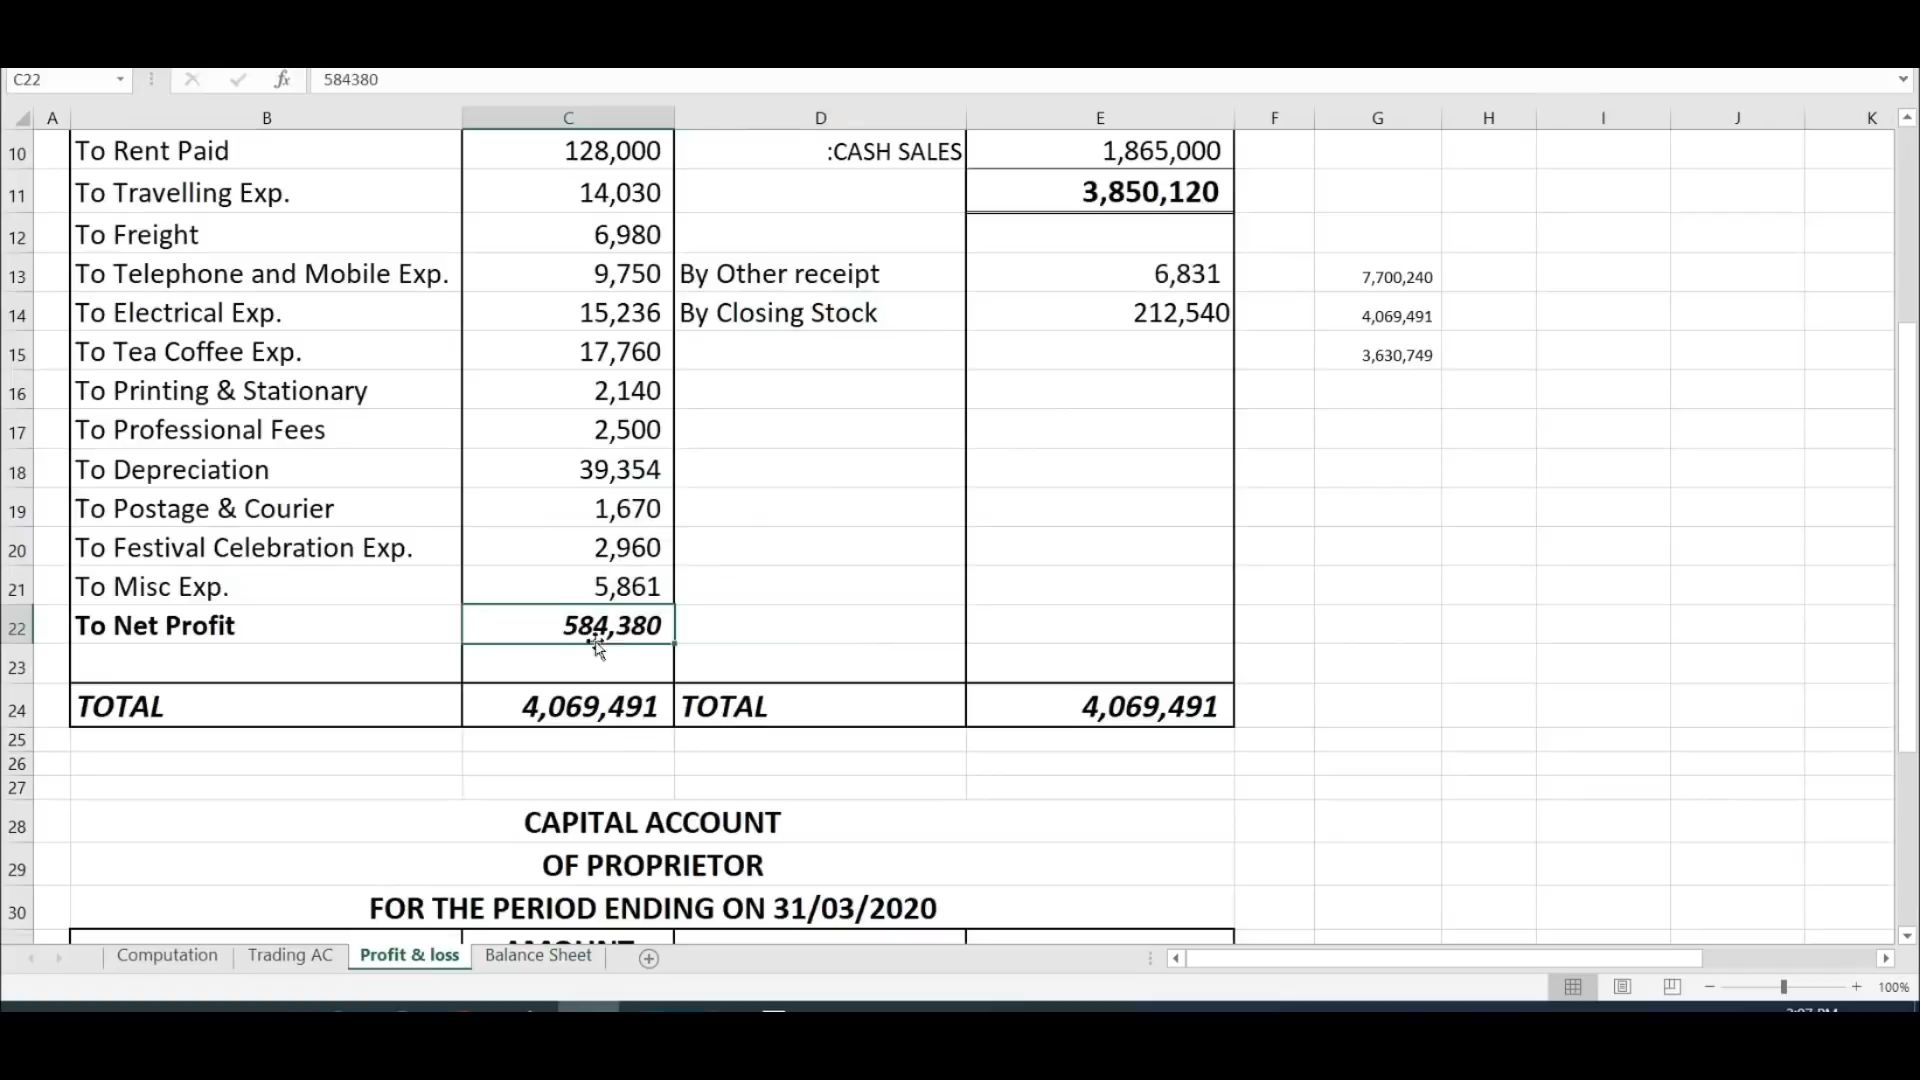 C22 fx 584380
A B C D E F G H I J K
10 To Rent Paid 128,000 :CASH SALES 1,865,000
11 To Travelling Exp. 14,030 3,850,120
12 To Freight 6,980
13 To Telephone and Mobile Exp. 9,750 By Other receipt 6,831 7,700,240
14 To Electrical Exp. 15,236 By Closing Stock 212,540 4,069,491
15 To Tea Coffee Exp. 17,760 3,630,749
16 To Printing & Stationary 2,140
17 To Professional Fees 2,500
18 To Depreciation 39,354
19 To Postage & Courier 1,670
20 To Festival Celebration Exp. 2,960
21 To Misc Exp. 5,861
22 To Net Profit 584,380
23
24 TOTAL 4,069,491 TOTAL 4,069,491
25
26
27
28 CAPITAL ACCOUNT
29 OF PROPRIETOR
30 FOR THE PERIOD ENDING ON 31/03/2020
AMOUNT
Computation Trading AC Profit & loss Balance Sheet
100%